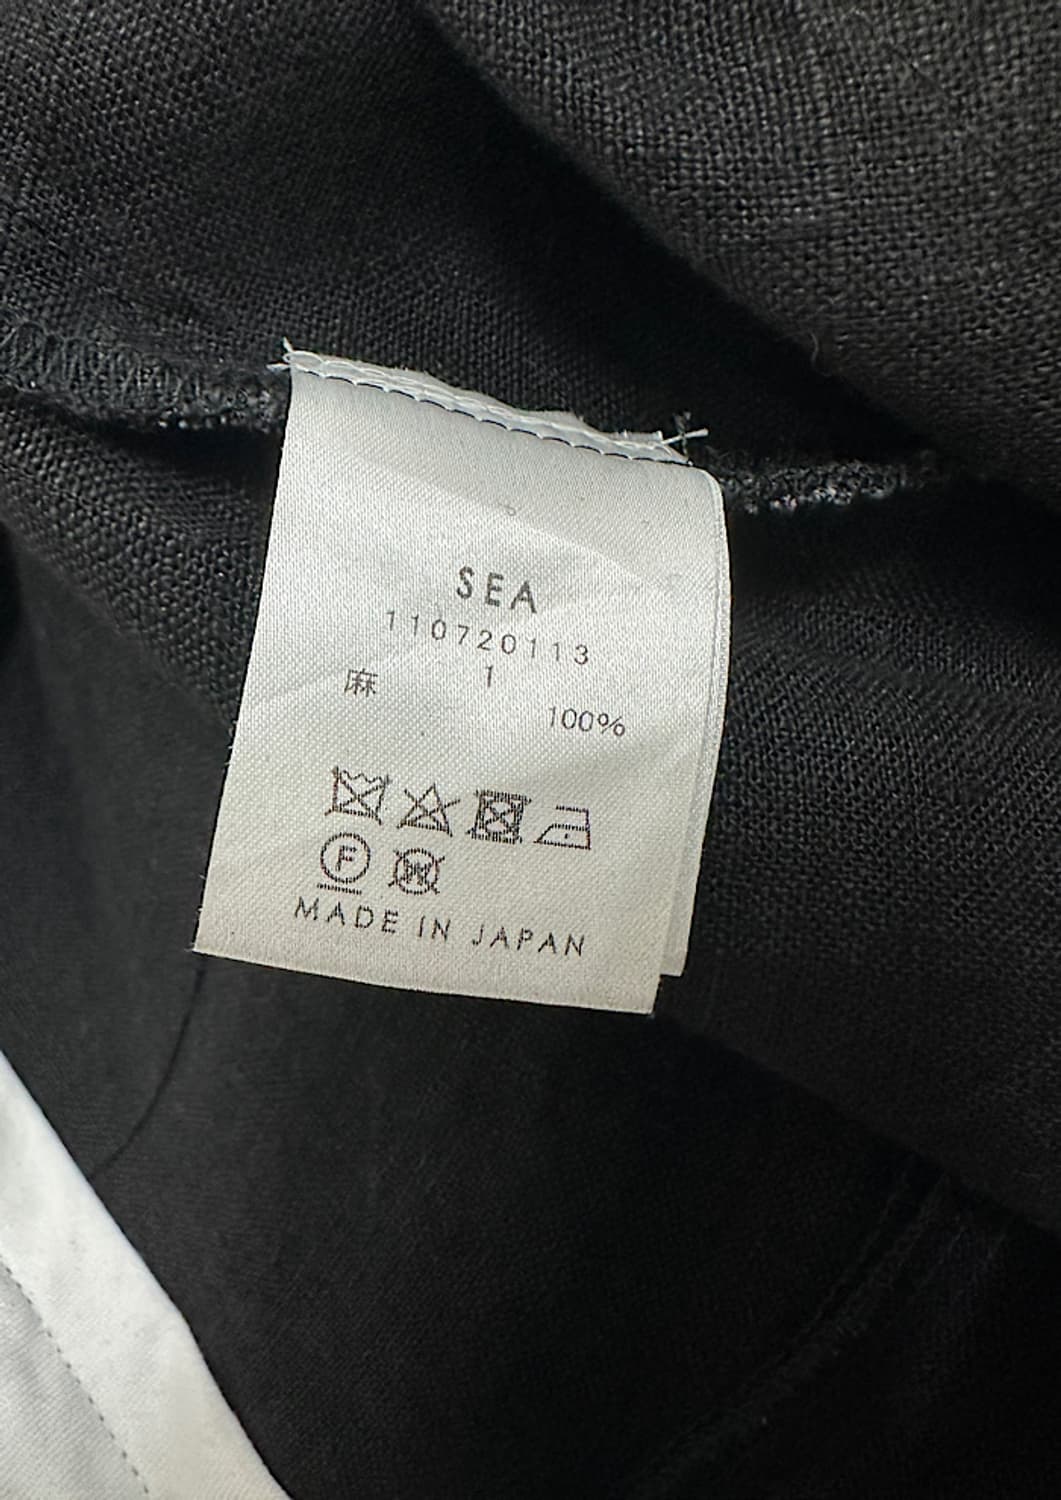 SEA
110720113
1
麻 100%
F W
MADE IN JAPAN